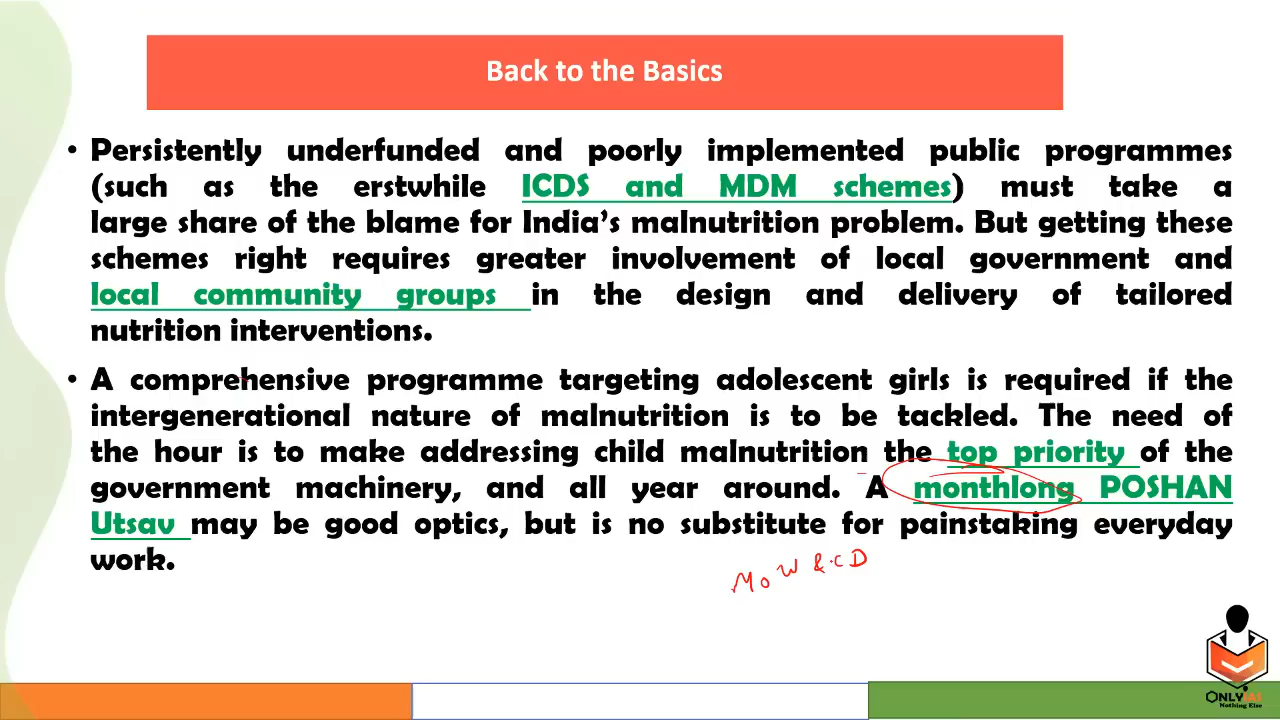 Back to the Basics
• Persistently underfunded and poorly implemented public programmes
(such as the erstwhile ICDS and MDM schemes) must take a
large share of the blame for India's malnutrition problem. But getting these
schemes right requires greater involvement of local government and
local community groups in the design and delivery of tailored
nutrition interventions.
• A comprehensive programme targeting adolescent girls is required if the
intergenerational nature of malnutrition is to be tackled. The need of
the hour is to make addressing child malnutrition the top priority of the
government machinery, and all year around. A monthlong POSHAN
Utsav may be good optics, but is no substitute for painstaking everyday
work.
Mo W &.CD
ONLY IAS
Nothing Else